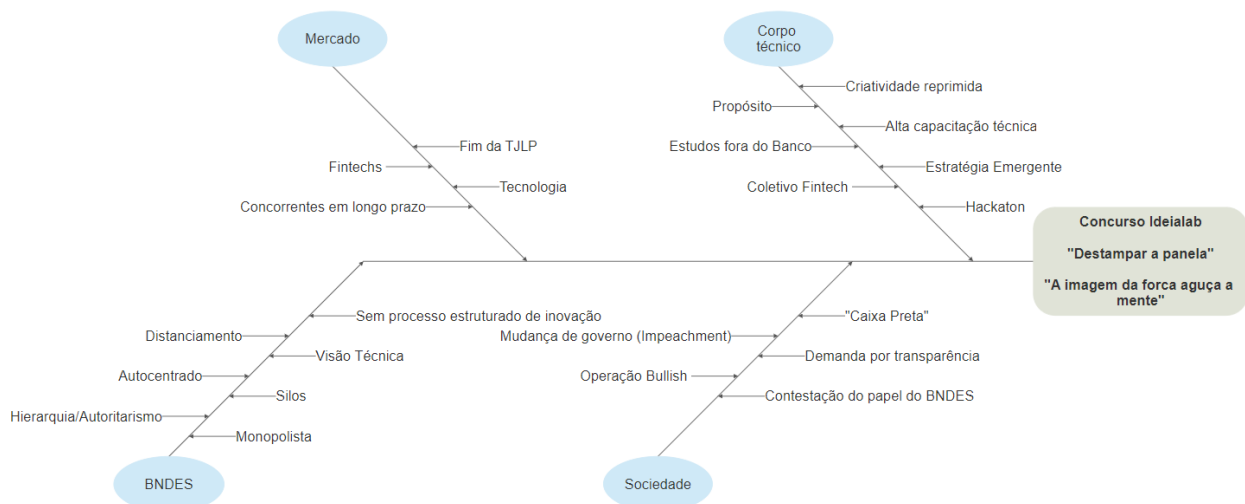 Mercado
Corpo
técnico
Criatividade reprimida
Propósito
Alta capacitação técnica
Fim da TJLP
Estudos fora do Banco
Fintechs
Estratégia Emergente
Tecnologia
Coletivo Fintech
Concorrentes em longo prazo
Hackaton
Concurso Ideialab
"Destampar a panela"
"A imagem da forca aguça a
mente"
Sem processo estruturado de inovação
"Caixa Preta"
Distanciamento
Mudança de governo (Impeachment)
Visão Técnica
Demanda por transparência
Autocentrado
Operação Bullish
Silos
Contestação do papel do BNDES
Hierarquia/Autoritarismo
Monopolista
BNDES
Sociedade